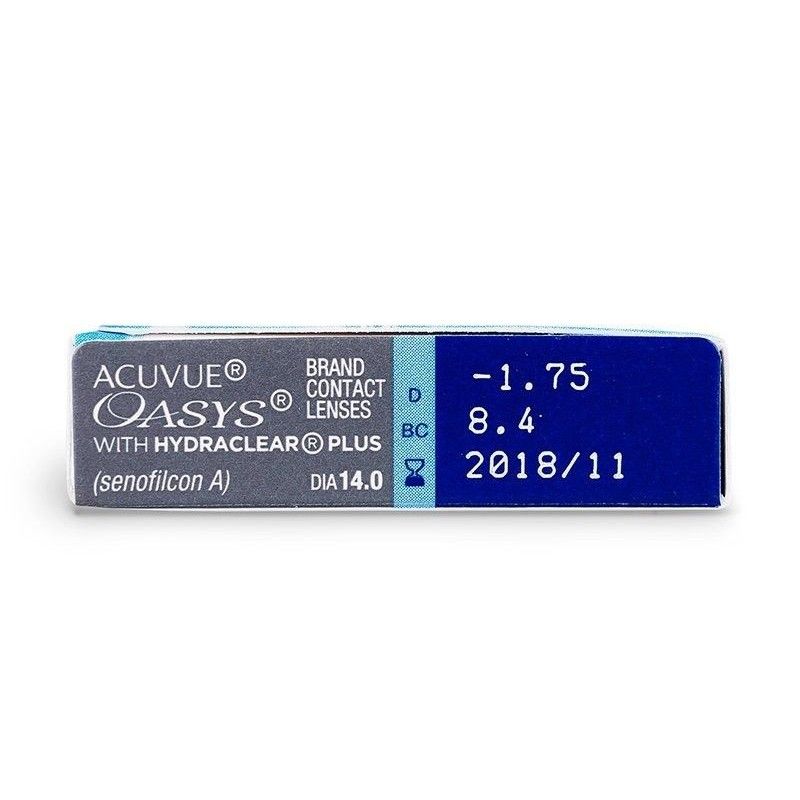 ACUVUE®
OASYS®
BRAND
CONTACT
LENSES
WITH HYDRACLEAR® PLUS
(senofilcon A)
DIA14.0
D -1.75
BC 8.4
2018/11